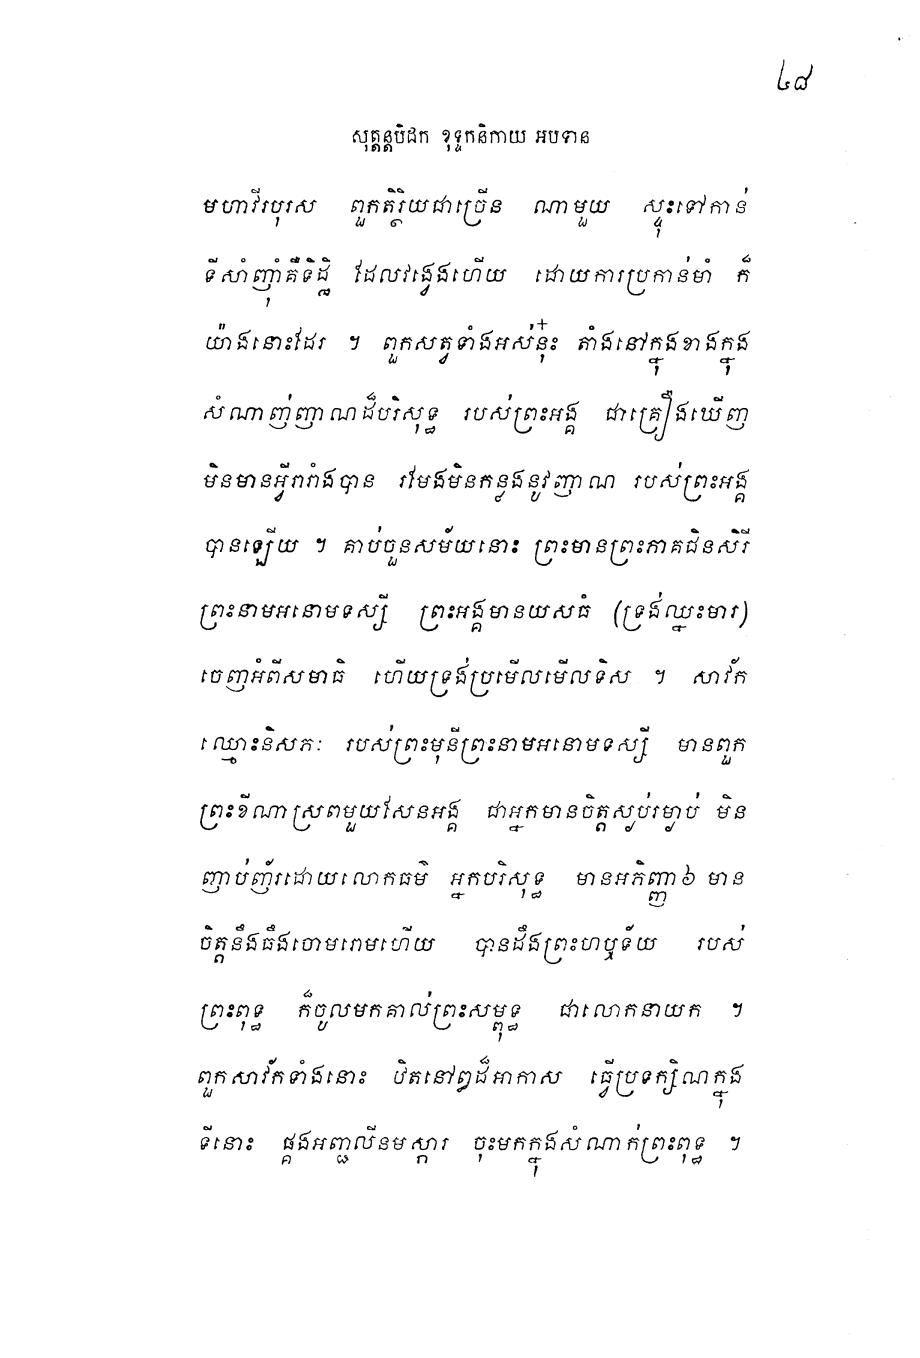 ៤៨
សុត្តន្តបិដក ខុទ្ទកនិកាយ អបទាន
មហាវីរបុរស ពួកតិរ្ថិយជាច្រើន ណាមួយ ស្ទុះទៅកាន់
ទីសាំញ៉ាំគឺទិដ្ឋិ ដែលវង្វេងហើយ ដោយការប្រកាន់មាំ ក៏
យ៉ាងនោះដែរ ។ ពួកសត្វទាំងអស់នុ៎ះ តាំងនៅក្នុងខាងក្នុង
សំណាញ់ញាណដ៏បរិសុទ្ធ របស់ព្រះអង្គ ជាគ្រឿងឃើញ
មិនមានអ្វីរារាំងបាន រមែងមិនកន្លងនូវញាណ របស់ព្រះអង្គ
បានឡើយ ។ គាប់ចួនសម័យនោះ ព្រះមានព្រះភាគជិនសិរី
ព្រះនាមអនោមទស្សី ព្រះអង្គមានយសធំ (ទ្រង់ឈ្នះមារ)
ចេញអំពីសមាធិ ហើយទ្រង់ប្រមើលមើលទិស ។ សាវ័ក
ឈ្មោះនិសភៈ របស់ព្រះមុនីព្រះនាមអនោមទស្សី មានពួក
ព្រះខីណាស្រពមួយសែនអង្គ ជាអ្នកមានចិត្តស្ងប់រម្ងាប់ មិន
ញាប់ញ័រដោយលោកធម៌ អ្នកបរិសុទ្ធ មានអភិញ្ញា៦ មាន
ចិត្តនឹងធឹងចោមរោមហើយ បានដឹងព្រះហឫទ័យ របស់
ព្រះពុទ្ធ ក៏ចូលមកគាល់ព្រះសម្ពុទ្ធ ជាលោកនាយក ។
ពួកសាវ័កទាំងនោះ ឋិតនៅឰដ៏អាកាស ធ្វើប្រទក្សិណក្នុង
ទីនោះ ផ្គងអញ្ជលីនមស្ការ ចុះមកក្នុងសំណាក់ព្រះពុទ្ធ ។